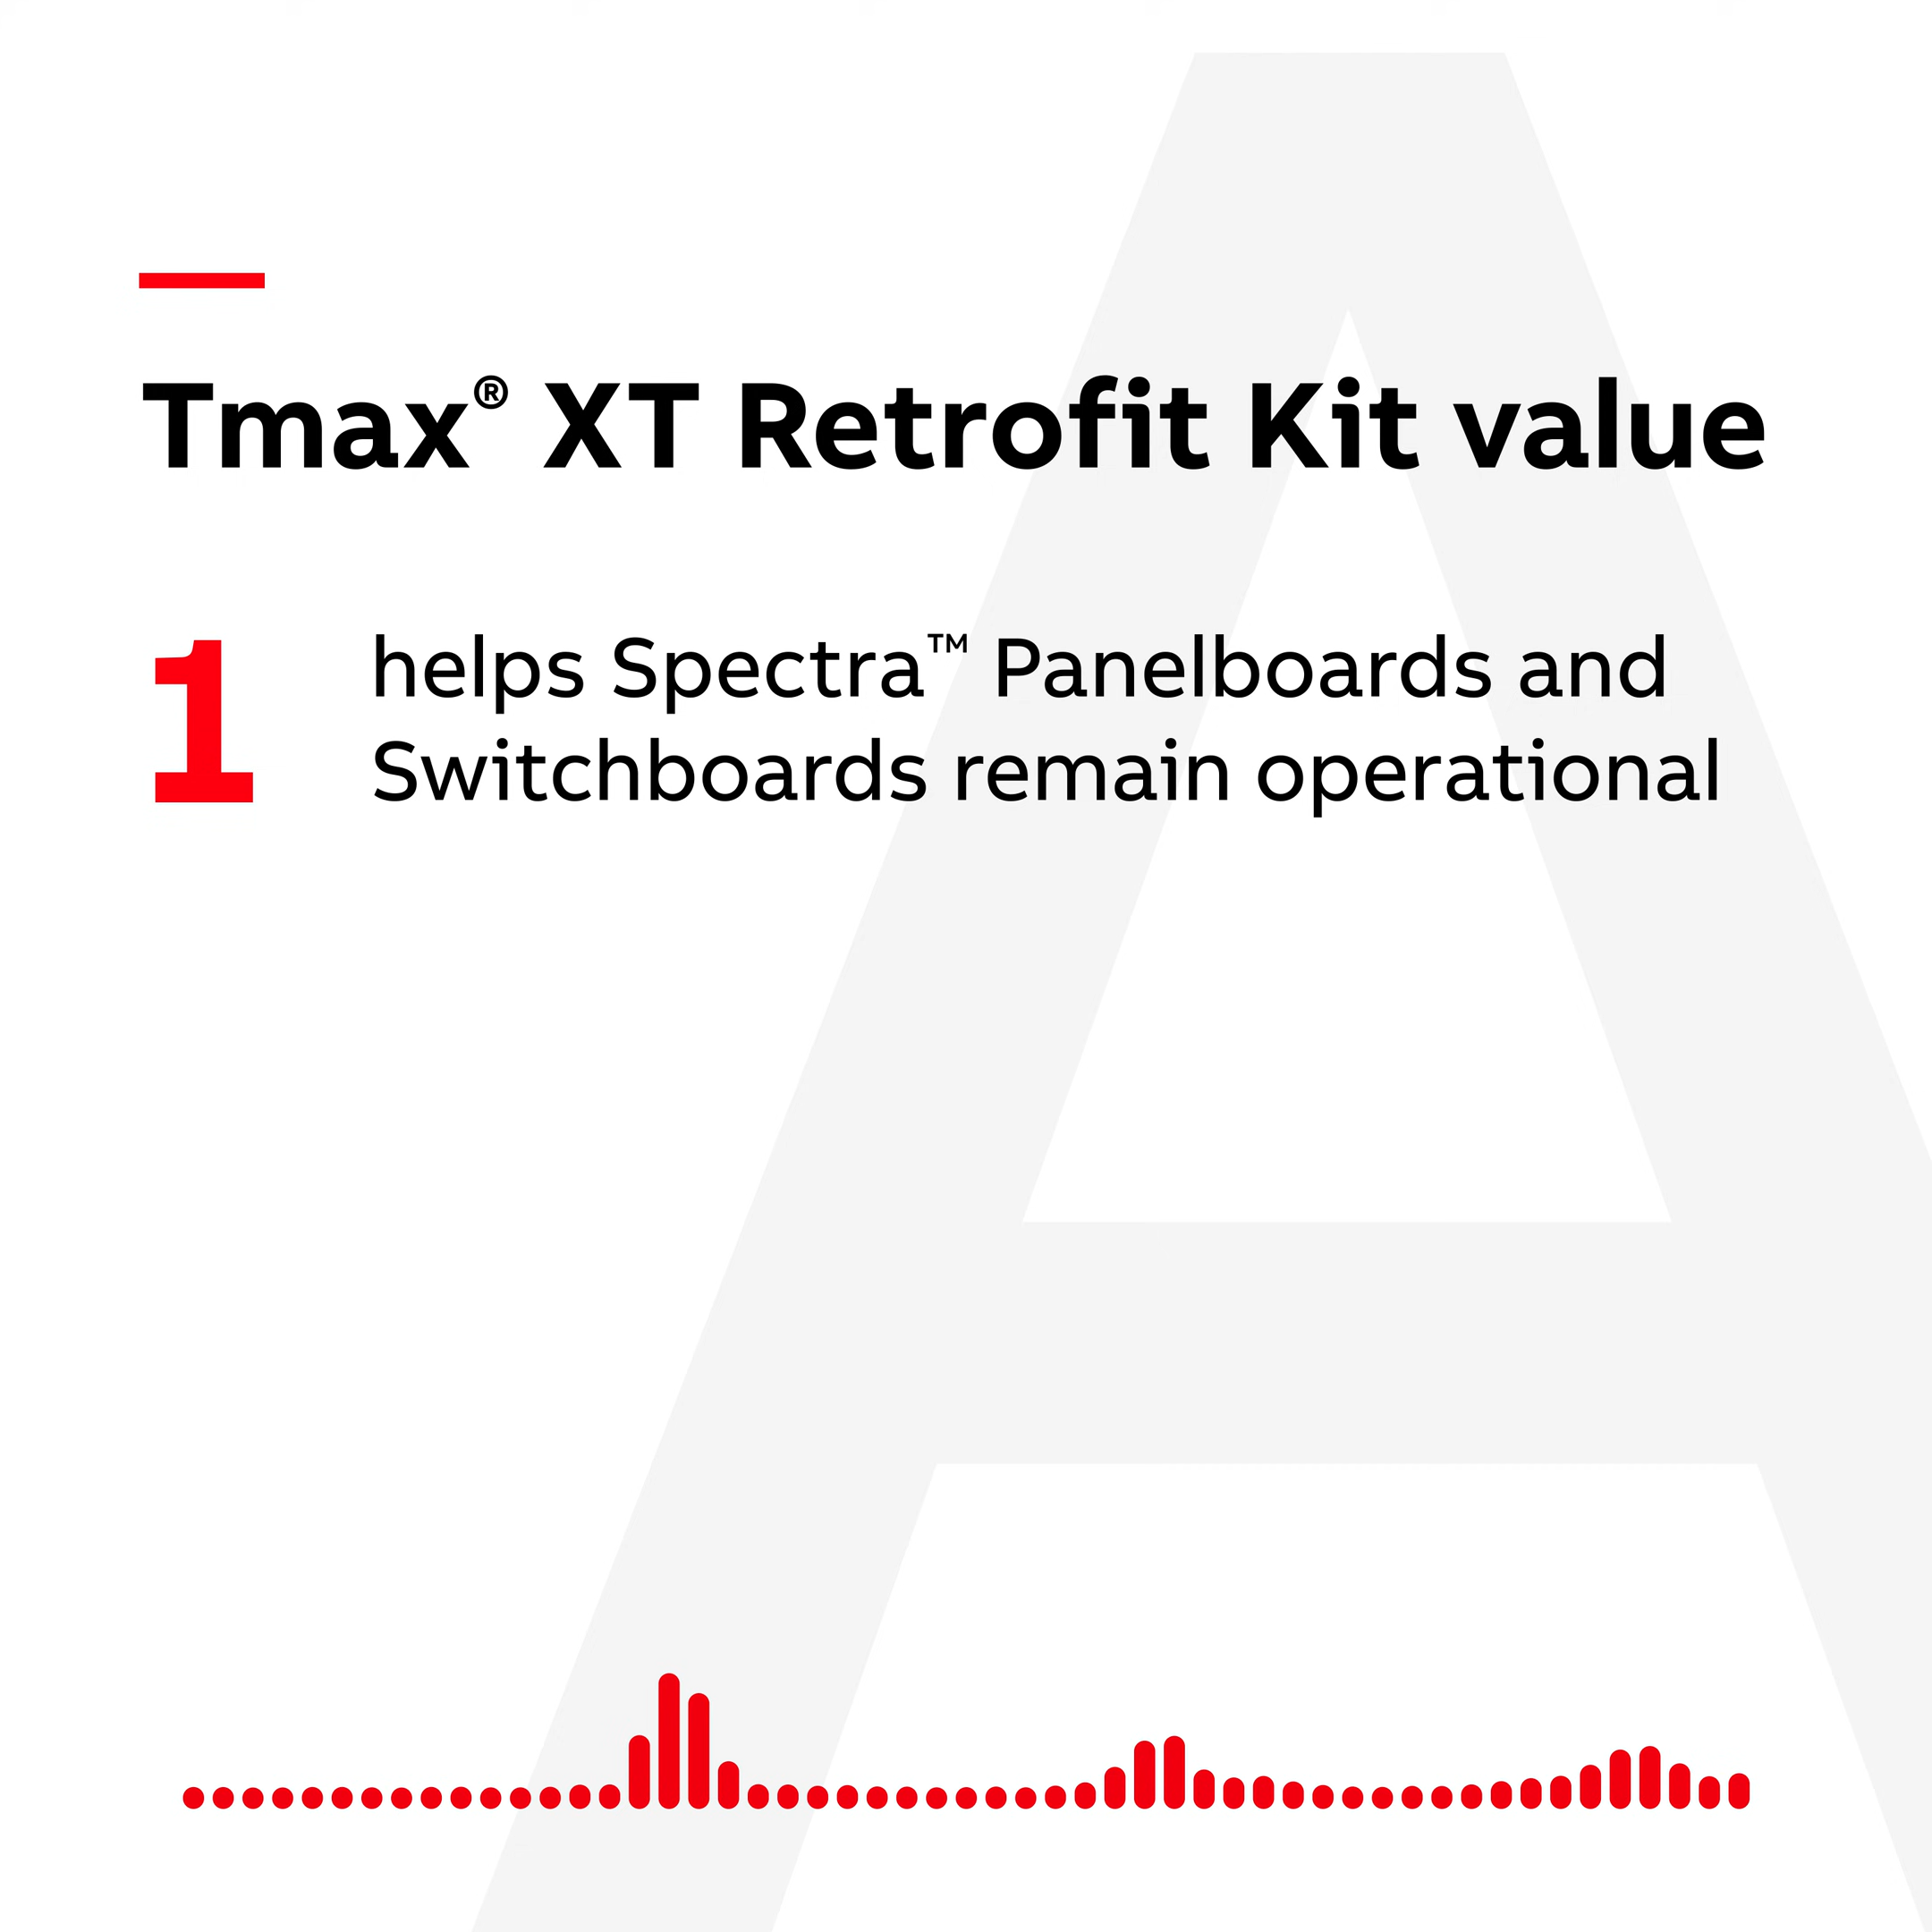 Tmax® XT Retrofit Kit value
1
helps Spectra™ Panelboards and
Switchboards remain operational